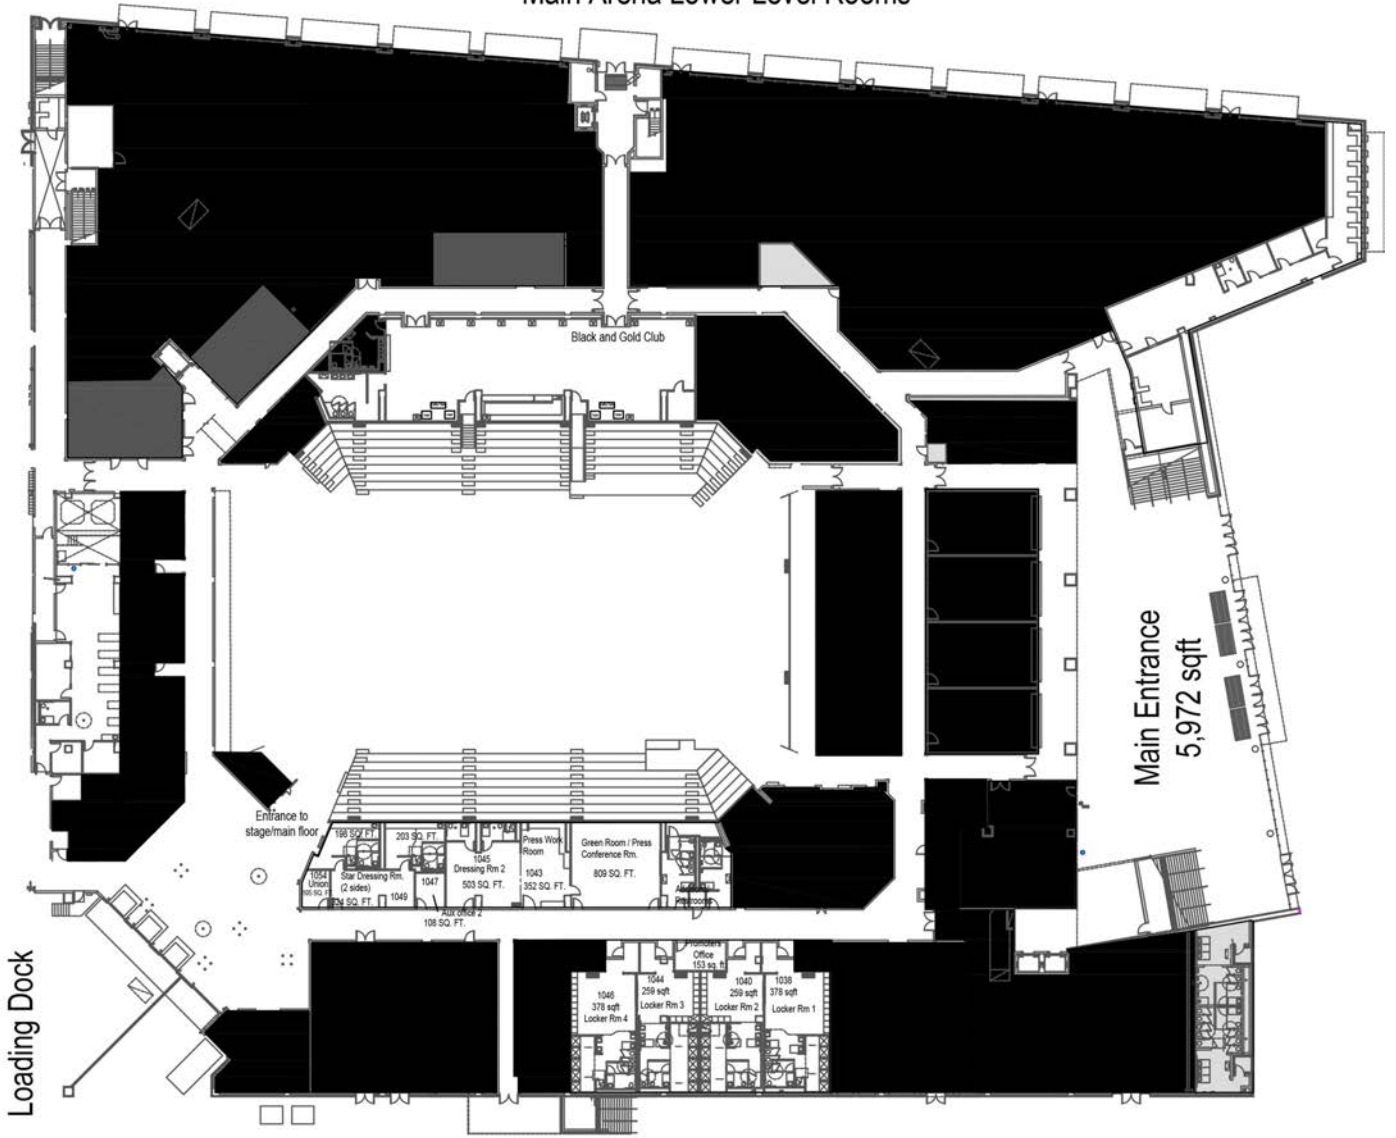 Main Arena Lower Level Rooms
Black and Gold Club
Main Entrance
5,972 sqft
Entrance to
stage/main floor
198 SQ. FT.
203 SQ. FT.
1054
Union
Star Dressing Rm.
(2 sides)
SQ. FT.
1049
1047
Aux office 2
108 SQ. FT.
1045
Dressing Rm 2
503 SQ. FT.
Press Work
Room
1043
352 SQ. FT.
Green Room / Press
Conference Rm.
809 SQ. FT.
Restrooms
Promoters
Office
153 sq. ft
1046
378 sqft
Locker Rm 4
1044
259 sqft
Locker Rm 3
1040
259 sqft
Locker Rm 2
1038
378 sqft
Locker Rm 1
Loading Dock